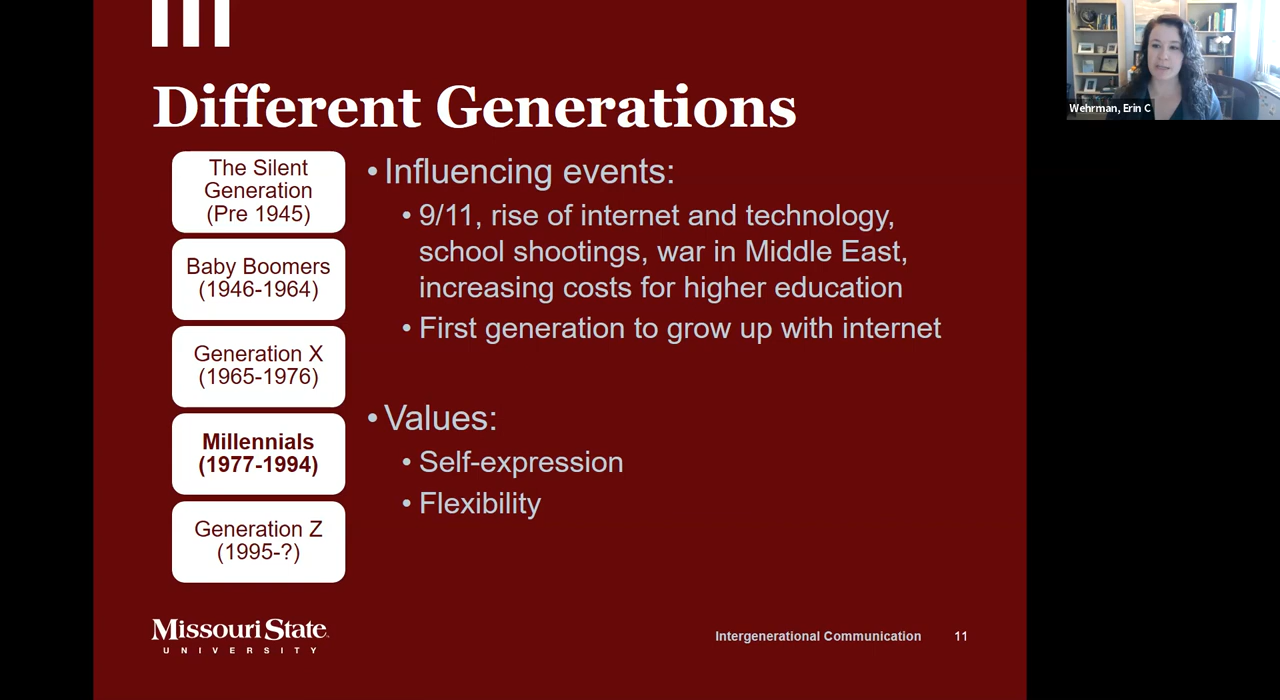 Different Generations
The Silent
Generation
(Pre 1945)
Baby Boomers
(1946-1964)
Generation X
(1965-1976)
Millennials
(1977-1994)
Generation Z
(1995-?)
• Influencing events:
• 9/11, rise of internet and technology,
school shootings, war in Middle East,
increasing costs for higher education
• First generation to grow up with internet
• Values:
• Self-expression
• Flexibility
Missouri State
UNIVERSITY
Intergenerational Communication 11
Wehrman, Erin C